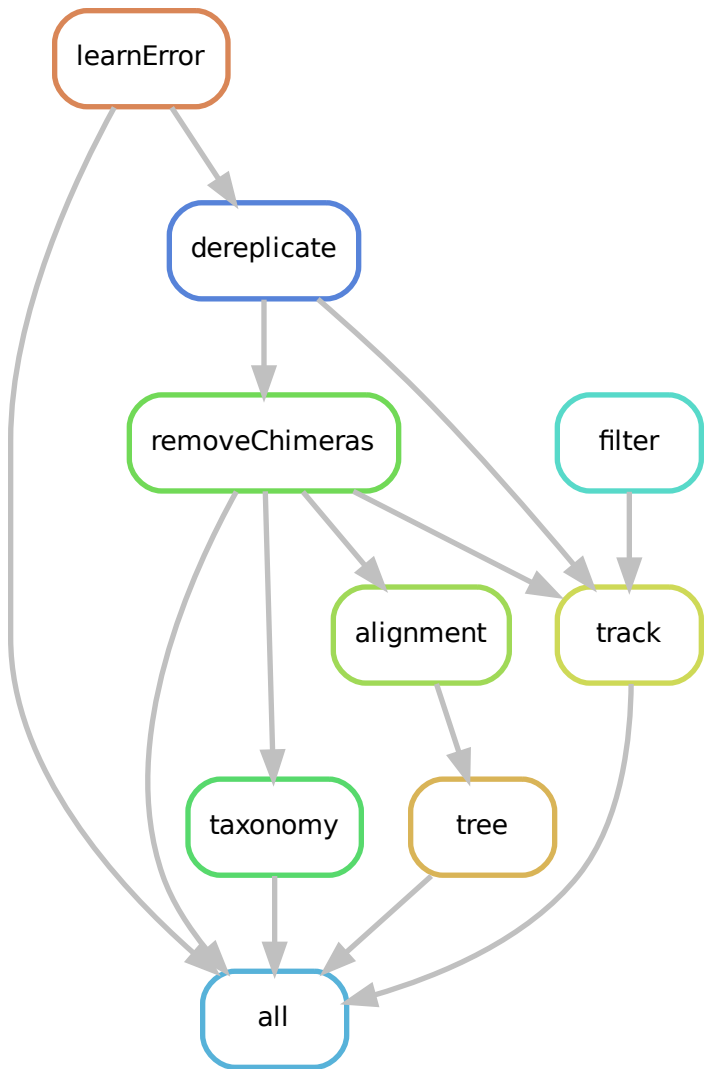 learnError
dereplicate
removeChimeras
filter
alignment
track
taxonomy
tree
all